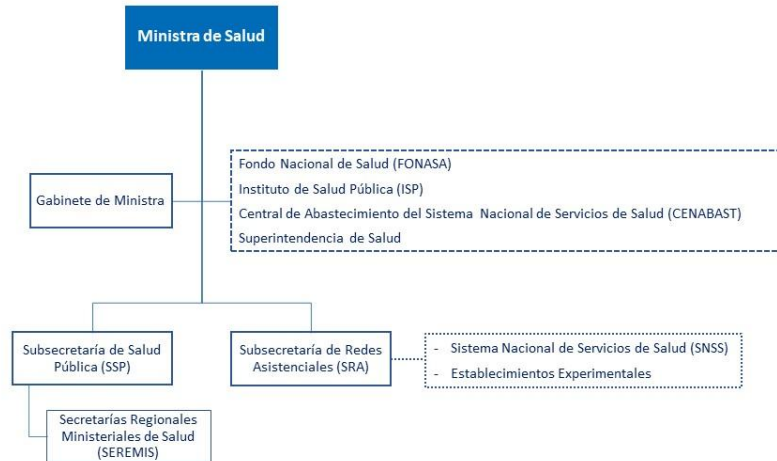 Ministra de Salud
Gabinete de Ministra
Fondo Nacional de Salud (FONASA)
Instituto de Salud Pública (ISP)
Central de Abastecimiento del Sistema Nacional de Servicios de Salud (CENABAST)
Superintendencia de Salud
Subsecretaría de Salud
Pública (SSP)
Subsecretaría de Redes
Asistenciales (SRA)
- Sistema Nacional de Servicios de Salud (SNSS)
- Establecimientos Experimentales
Secretarías Regionales
Ministeriales de Salud
(SEREMIS)